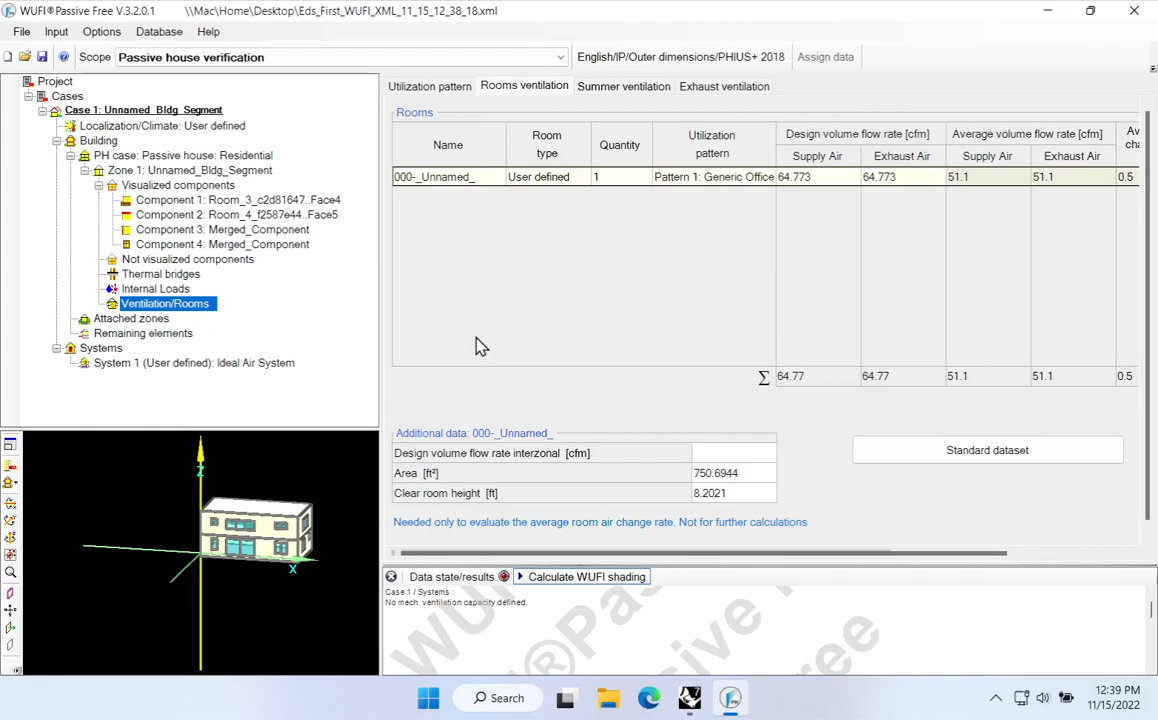 WUFI®Passive Free V.3.2.0.1
\\Mac\Home\Desktop\Eds_First_WUFI_XML_11_15_12_38_18.xml
File Input Options Database Help
Scope Passive house verification English/IP/Outer dimensions/PHIUS+ 2018 Assign data
Project
Cases
Case 1: Unnamed_Bldg_Segment
Localization/Climate: User defined
Building
PH case: Passive house: Residential
Zone 1: Unnamed_Bldg_Segment
Visualized components
Component 1: Room_3_c2d81647..Face4
Component 2: Room_4_f2587e44..Face5
Component 3: Merged_Component
Component 4: Merged_Component
Not visualized components
Thermal bridges
Internal Loads
Ventilation/Rooms
Attached zones
Remaining elements
Systems
System 1 (User defined): Ideal Air System
Z
X
Utilization pattern Rooms ventilation Summer ventilation Exhaust ventilation
Rooms
Name Room type Quantity Utilization pattern Design volume flow rate [cfm] Average volume flow rate [cfm] Av
cha
Supply Air Exhaust Air Supply Air Exhaust Air
000-_Unnamed_ User defined 1 Pattern 1: Generic Office 64.773 64.773 51.1 51.1 0.5
Σ 64.77 64.77 51.1 51.1 0.5
Additional data: 000-_Unnamed_
Design volume flow rate interzonal [cfm]
Area [ft²] 750.6944
Clear room height [ft] 8.2021
Standard dataset
Needed only to evaluate the average room air change rate. Not for further calculations
Data state/results Calculate WUFI shading
Case 1 / Systems :
No mech. ventilation capacity defined.
WUFI®Passive Free
Search
12:39 PM
11/15/2022